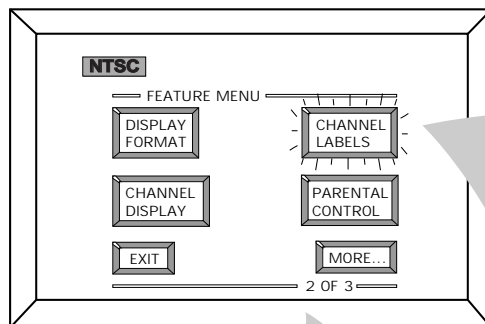 NTSC
FEATURE MENU
DISPLAY
FORMAT
CHANNEL
LABELS
CHANNEL
DISPLAY
PARENTAL
CONTROL
EXIT
MORE...
2 OF 3